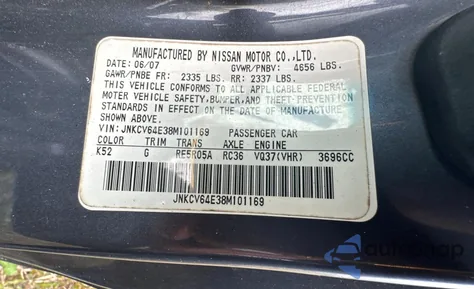 MANUFACTURED BY NISSAN MOTOR CO.,LTD.
DATE: 06/07 GVWR/PNBV: 4656 LBS.
GAWR/PNBE FR: 2335 LBS. RR: 2337 LBS.
THIS VEHICLE CONFORMS TO ALL APPLICABLE FEDERAL
MOTOR VEHICLE SAFETY,BUMPER,AND THEFT PREVENTION
STANDARDS IN EFFECT ON THE DATE OF MANUFACTURE
SHOWN ABOVE.
VIN: JNKCV64E38M101169 PASSENGER CAR
COLOR TRIM TRANS AXLE ENGINE
K52 G RE5R05A RC36 VQ37(VHR) 3696CC
JNKCV64E38M101169